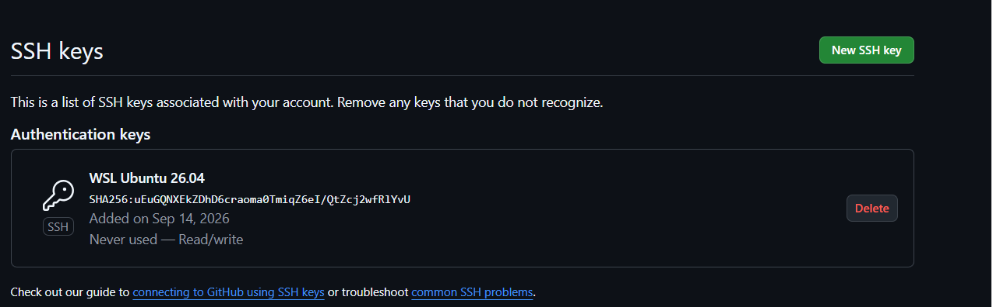 SSH keys
New SSH key
This is a list of SSH keys associated with your account. Remove any keys that you do not recognize.
Authentication keys
WSL Ubuntu 26.04
SHA256:uEuGQNXEkZDhD6craoma0TmiqZ6eI/QtZcj2wfRlYvU
Added on Sep 14, 2026
Never used — Read/write
SSH
Delete
Check out our guide to connecting to GitHub using SSH keys or troubleshoot common SSH problems.